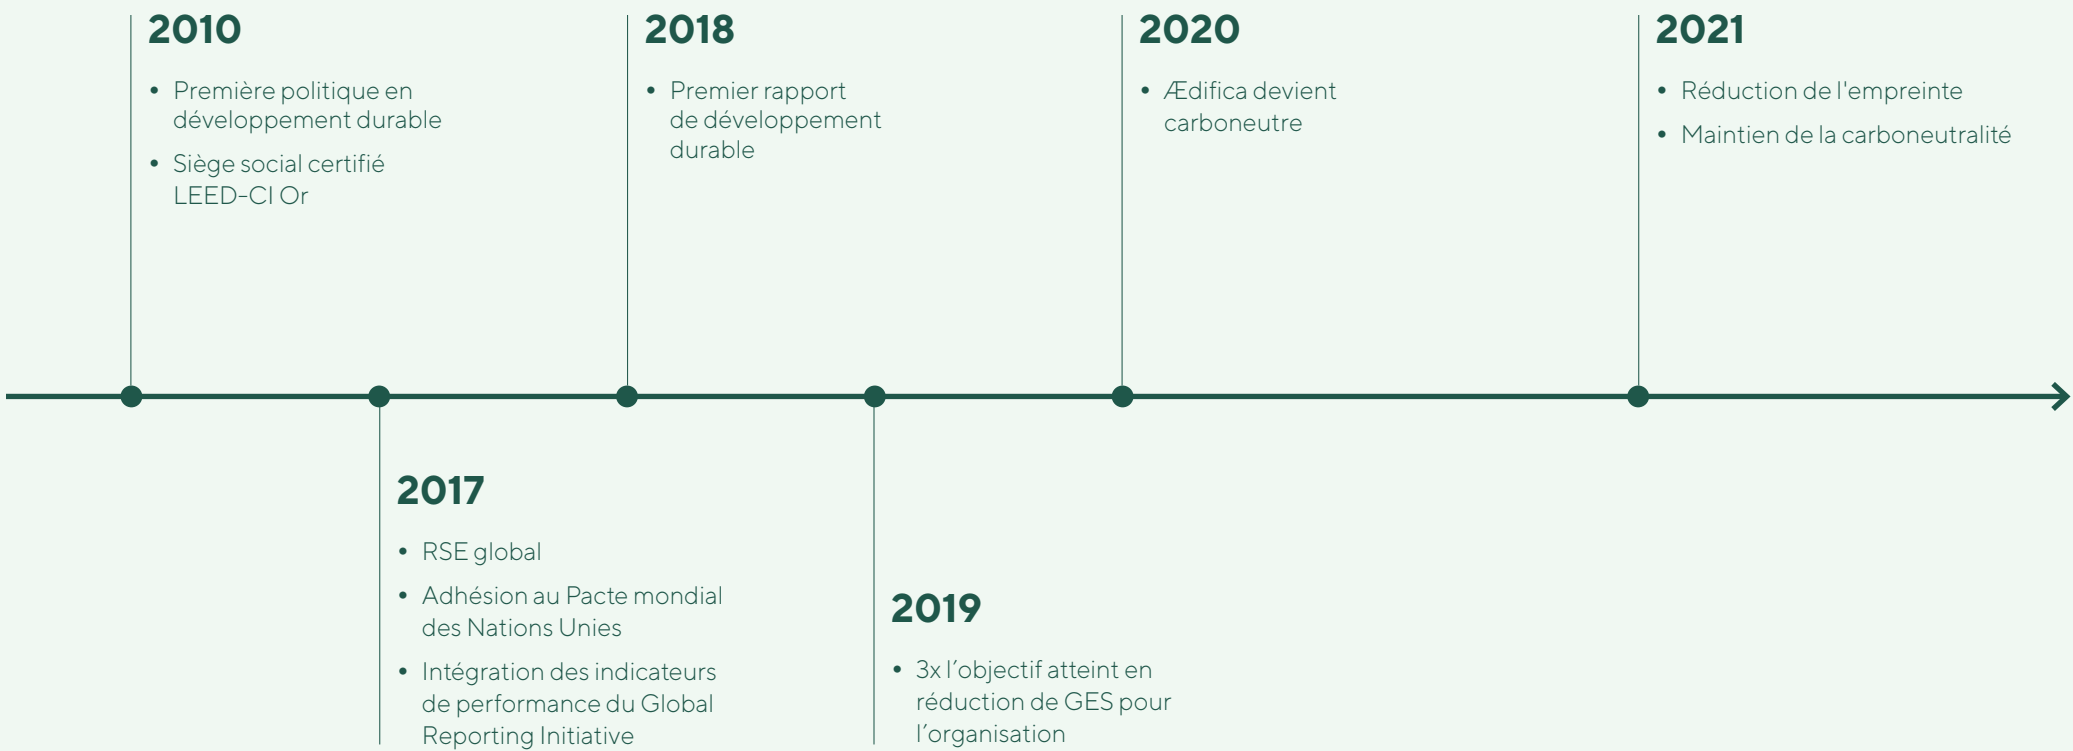 2010
• Première politique en
développement durable
• Siège social certifié
LEED-CI Or
2017
• RSE global
• Adhésion au Pacte mondial
des Nations Unies
• Intégration des indicateurs
de performance du Global
Reporting Initiative
2018
• Premier rapport
de développement
durable
2019
• 3x l’objectif atteint en
réduction de GES pour
l’organisation
2020
• Ædifica devient
carboneutre
2021
• Réduction de l'empreinte
• Maintien de la carboneutralité